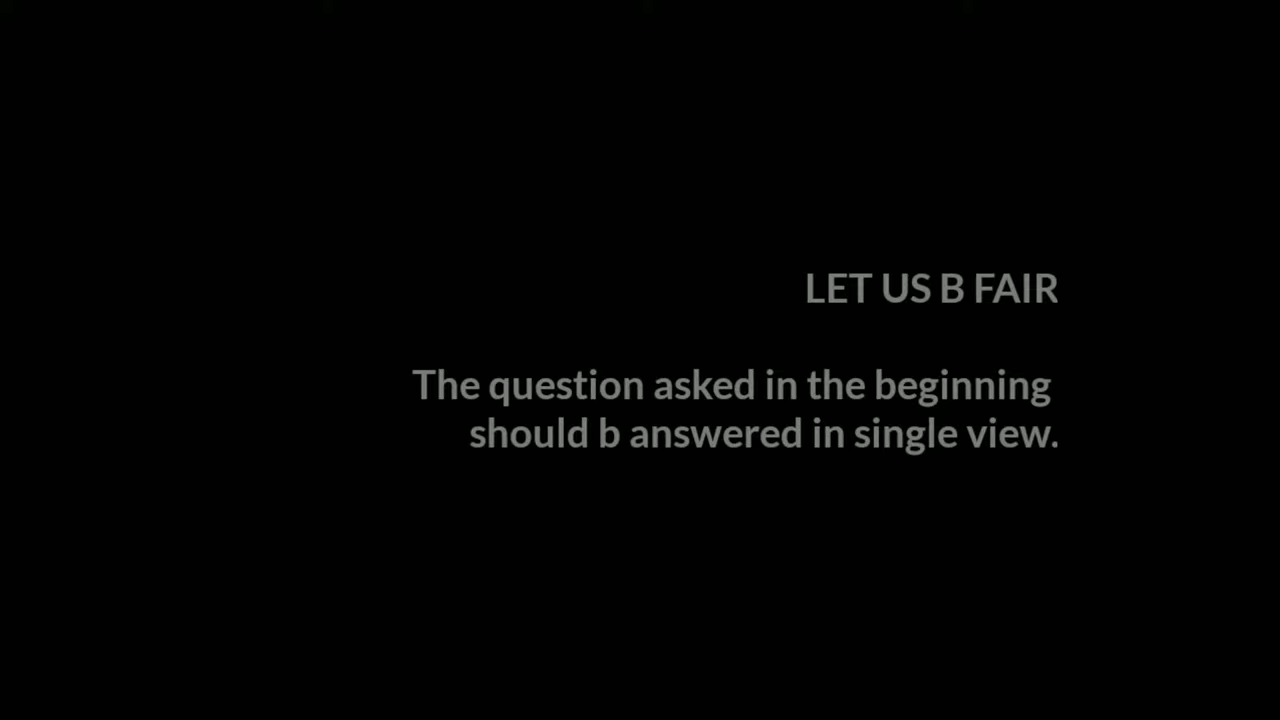 LET US B FAIR
The question asked in the beginning
should b answered in single view.